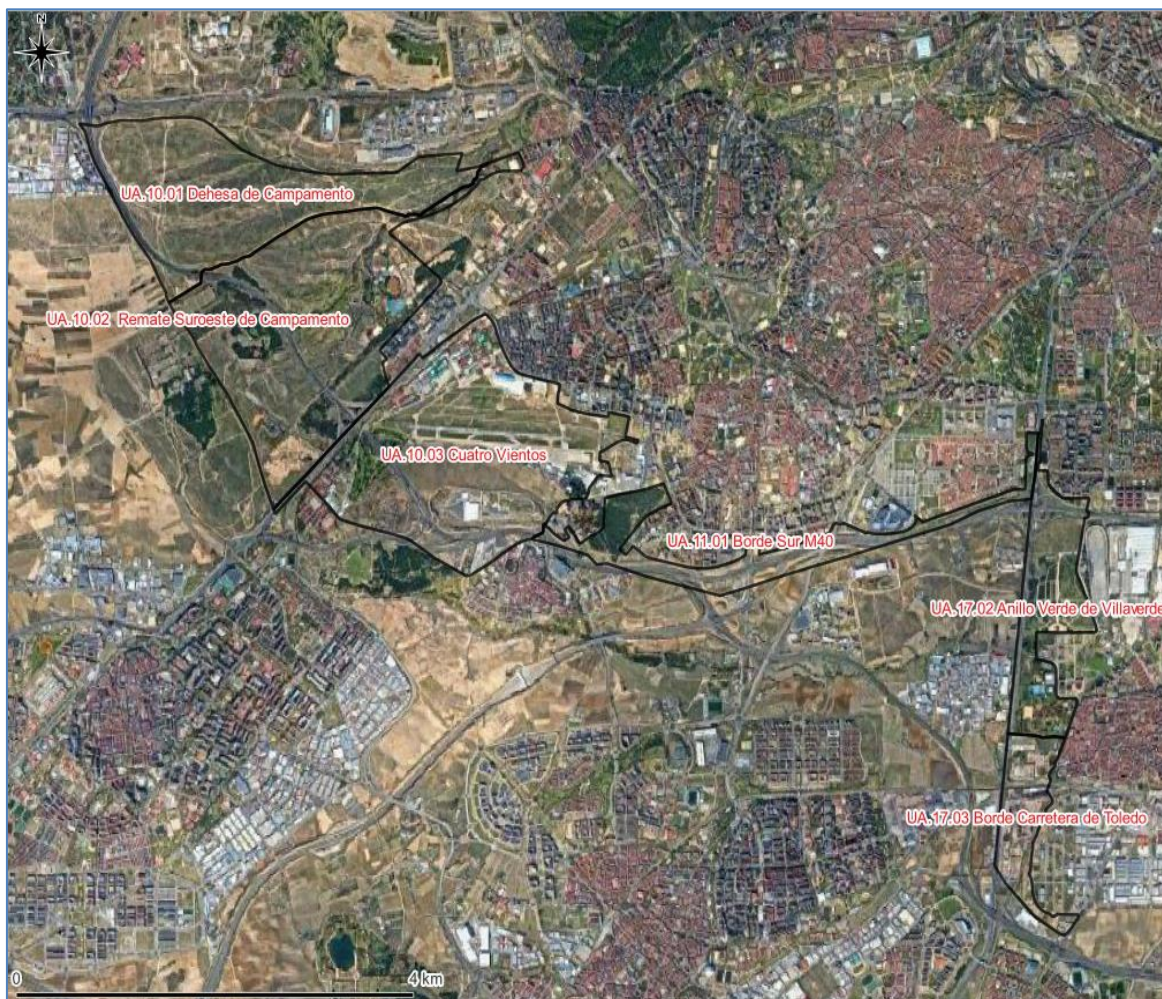 N
UA.10.01 Dehesa de Campamento
UA.10.02 Remate Suroeste de Campamento
UA.10.03 Cuatro Vientos
UA.11.01 Borde Sur M40
UA.17.02 Anillo Verde de Villaverde
UA.17.03 Borde Carretera de Toledo
0 4 km